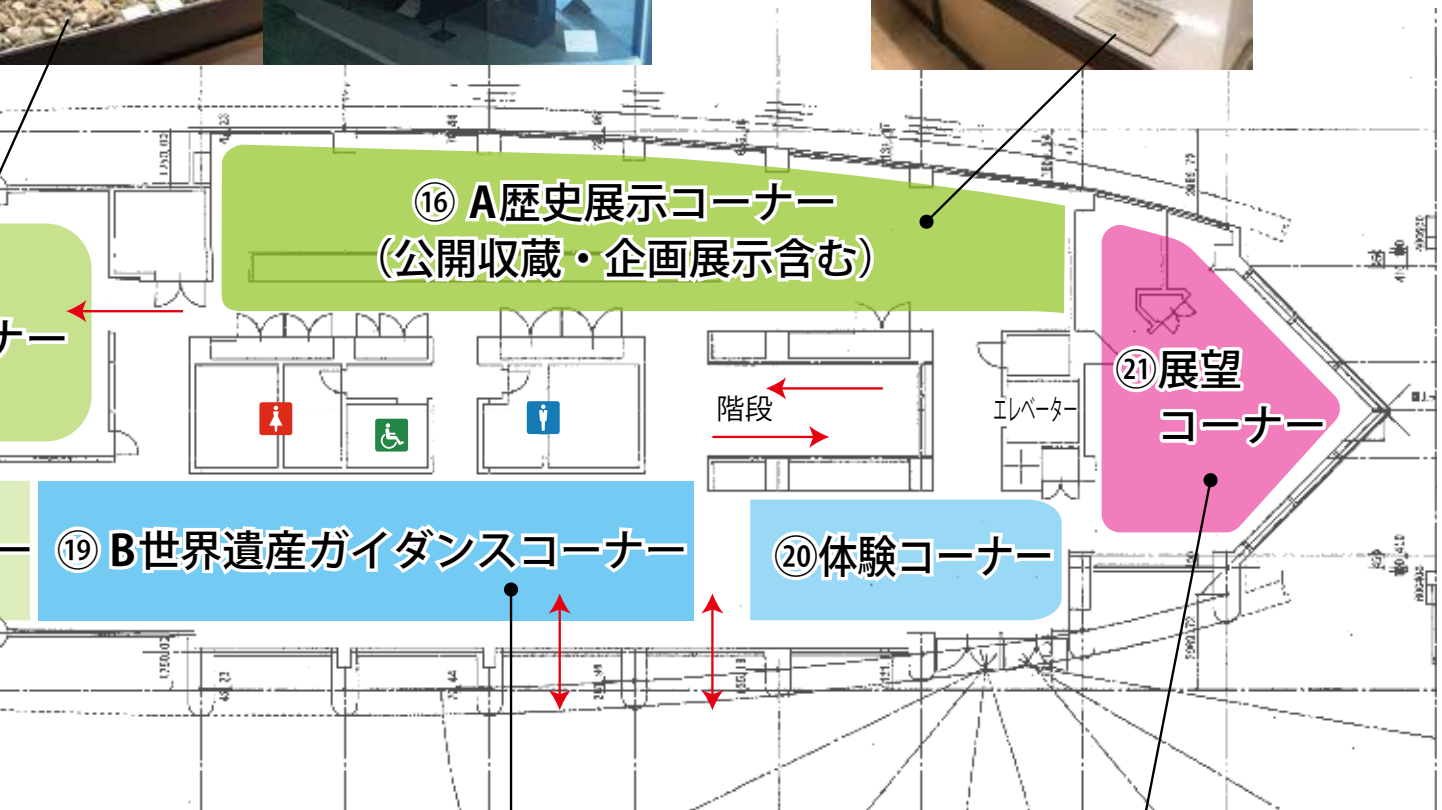 ⑯ A歴史展示コーナー
（公開収蔵・企画展示含む）
ナー
階段
エレベーター
㉑展望
コーナー
ー
⑲ B世界遺産ガイダンスコーナー
⑳体験コーナー